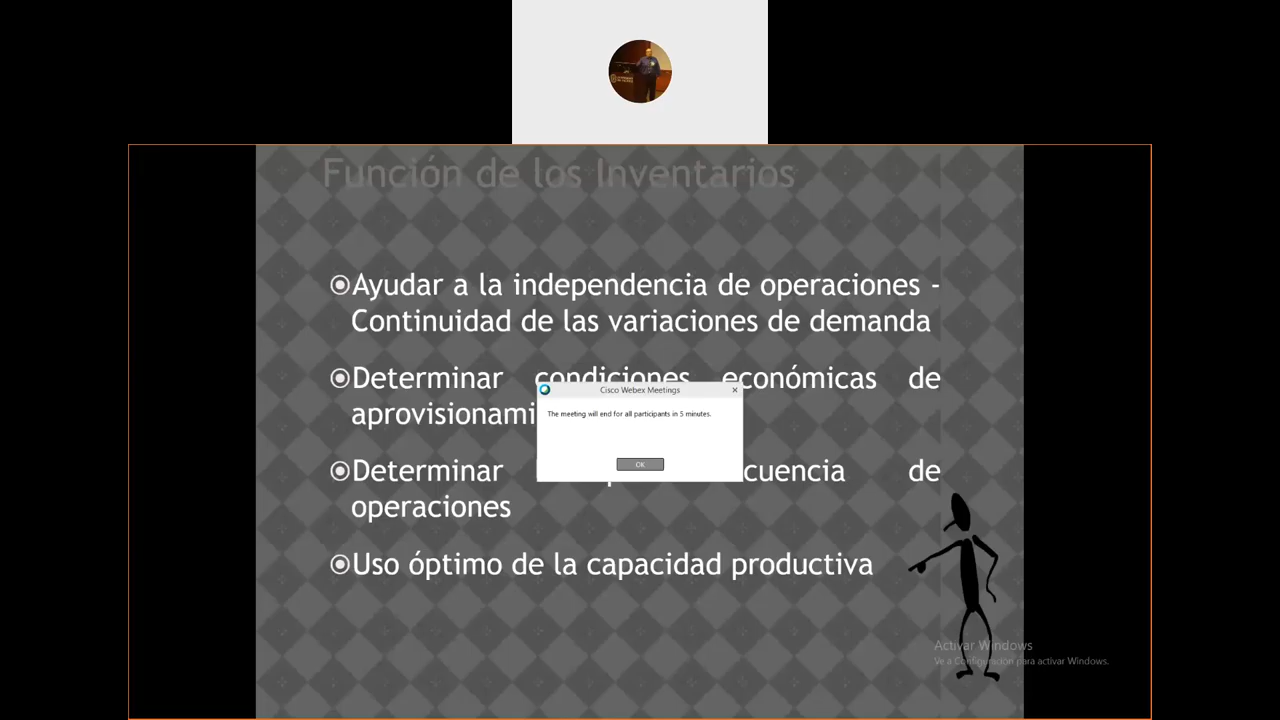 Función de los Inventarios
Ayudar a la independencia de operaciones -
Continuidad de las variaciones de demanda
Determinar condiciones económicas de
aprovisionami
Cisco Webex Meetings
The meeting will end for all participants in 5 minutes.
OK
Determinar cuencia de
operaciones
Uso óptimo de la capacidad productiva
Activar Windows
Ve a Configuración para activar Windows.